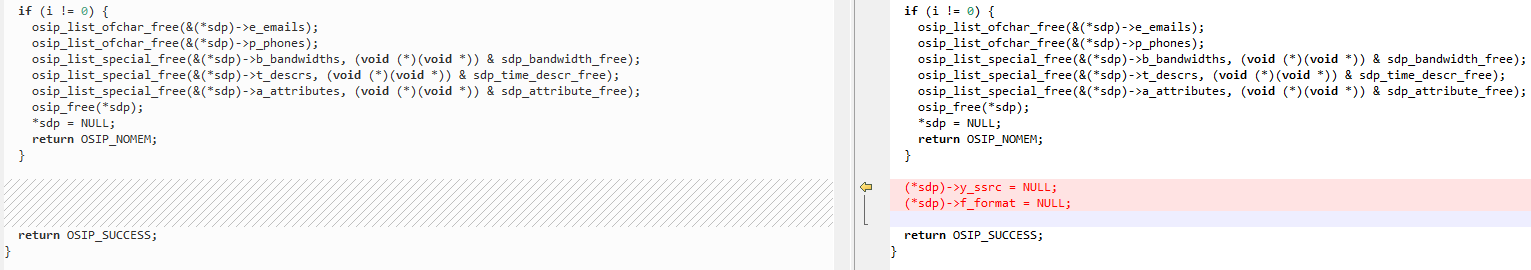 if (i != 0) {
osip_list_ofchar_free(&(*sdp)->e_emails);
osip_list_ofchar_free(&(*sdp)->p_phones);
osip_list_special_free(&(*sdp)->b_bandwidths, (void (*)(void *)) & sdp_bandwidth_free);
osip_list_special_free(&(*sdp)->t_descrs, (void (*)(void *)) & sdp_time_descr_free);
osip_list_special_free(&(*sdp)->a_attributes, (void (*)(void *)) & sdp_attribute_free);
osip_free(*sdp);
*sdp = NULL;
return OSIP_NOMEM;
}
return OSIP_SUCCESS;
}
if (i != 0) {
osip_list_ofchar_free(&(*sdp)->e_emails);
osip_list_ofchar_free(&(*sdp)->p_phones);
osip_list_special_free(&(*sdp)->b_bandwidths, (void (*)(void *)) & sdp_bandwidth_free);
osip_list_special_free(&(*sdp)->t_descrs, (void (*)(void *)) & sdp_time_descr_free);
osip_list_special_free(&(*sdp)->a_attributes, (void (*)(void *)) & sdp_attribute_free);
osip_free(*sdp);
*sdp = NULL;
return OSIP_NOMEM;
}
(*sdp)->y_ssrc = NULL;
(*sdp)->f_format = NULL;
return OSIP_SUCCESS;
}